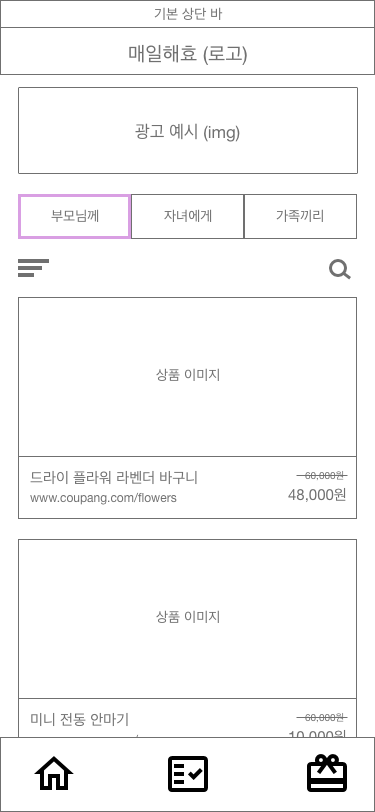 기본 상단 바
매일해효 (로고)
광고 예시 (img)
부모님께 자녀에게 가족끼리
상품 이미지
드라이 플라워 라벤더 바구니 60,000원
www.coupang.com/flowers 48,000원
상품 이미지
미니 전동 안마기 60,000원
10,000원